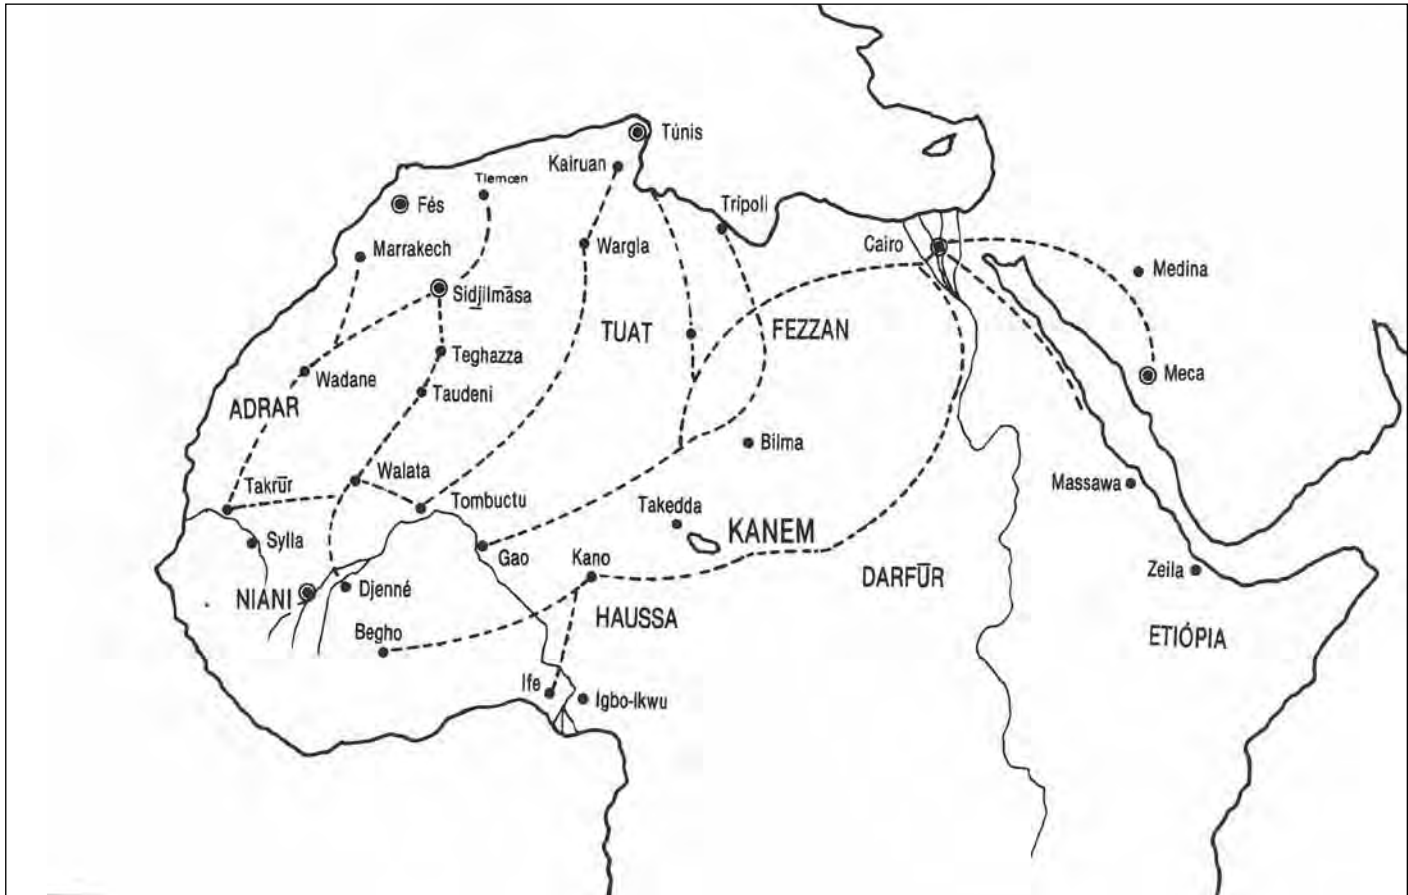 Túnis
Kairuan
Tlemcen
Fés
Trípoli
Marrakech
Wargla
Cairo
Medina
Sidjilmāsa
TUAT
FEZZAN
Teghazza
Wadane
Meca
Taudeni
ADRAR
Bilma
Walata
Takrūr
Massawa
Tombuctu
Takedda
KANEM
Sylla
Gao
Kano
Zeila
DARFŪR
Djenné
NIANI
HAUSSA
Begho
ETIÓPIA
Ife
Igbo-Ikwu